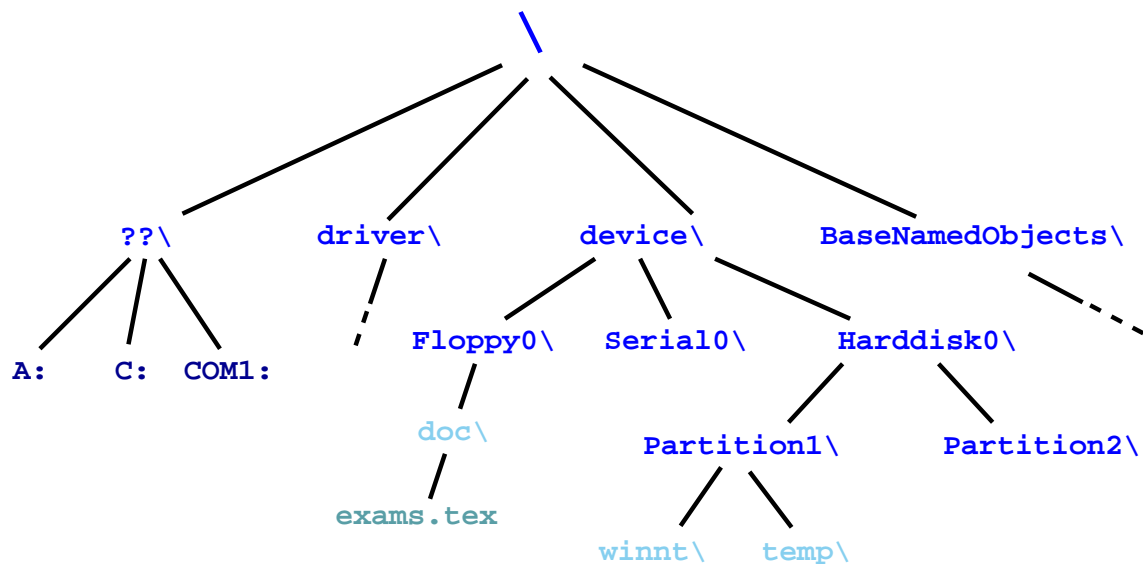 \
??\ driver\ device\ BaseNamedObjects\
Floppy0\ Serial0\ Harddisk0\
A: C: COM1:
doc\
Partition1\ Partition2\
exams.tex
winnt\ temp\